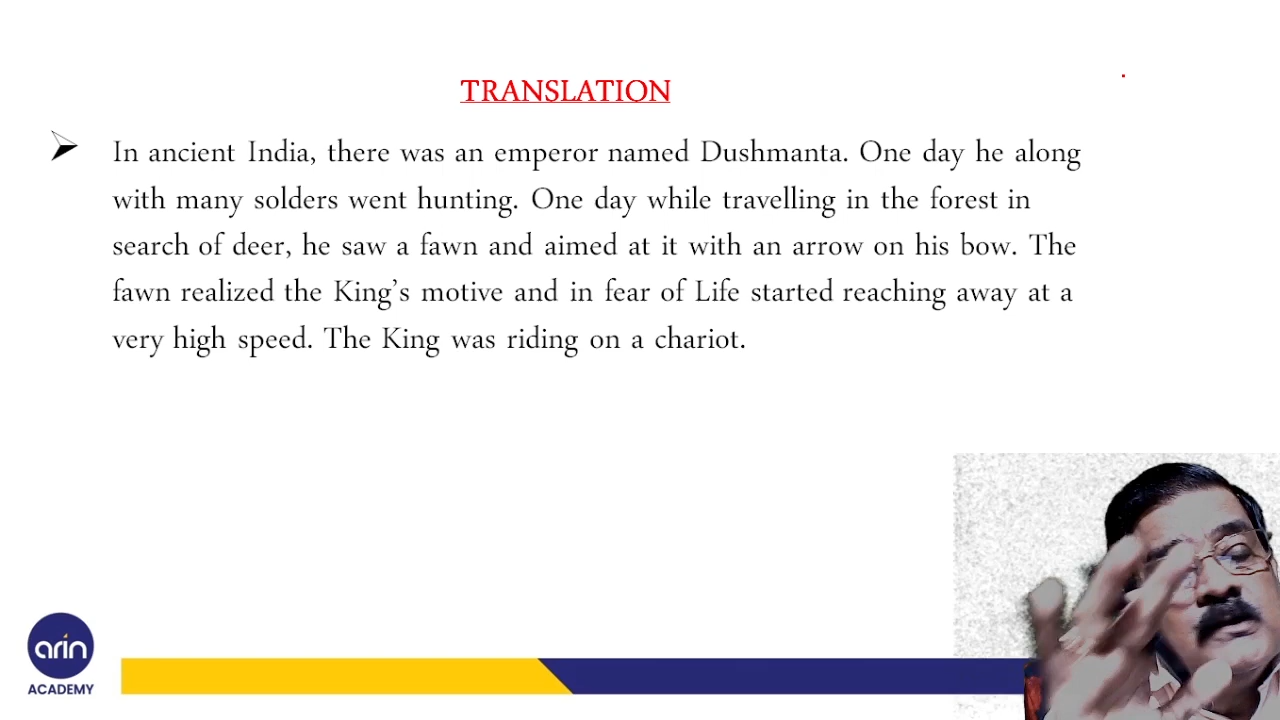 TRANSLATION
In ancient India, there was an emperor named Dushmanta. One day he along
with many solders went hunting. One day while travelling in the forest in
search of deer, he saw a fawn and aimed at it with an arrow on his bow. The
fawn realized the King's motive and in fear of Life started reaching away at a
very high speed. The King was riding on a chariot.
arin
ACADEMY